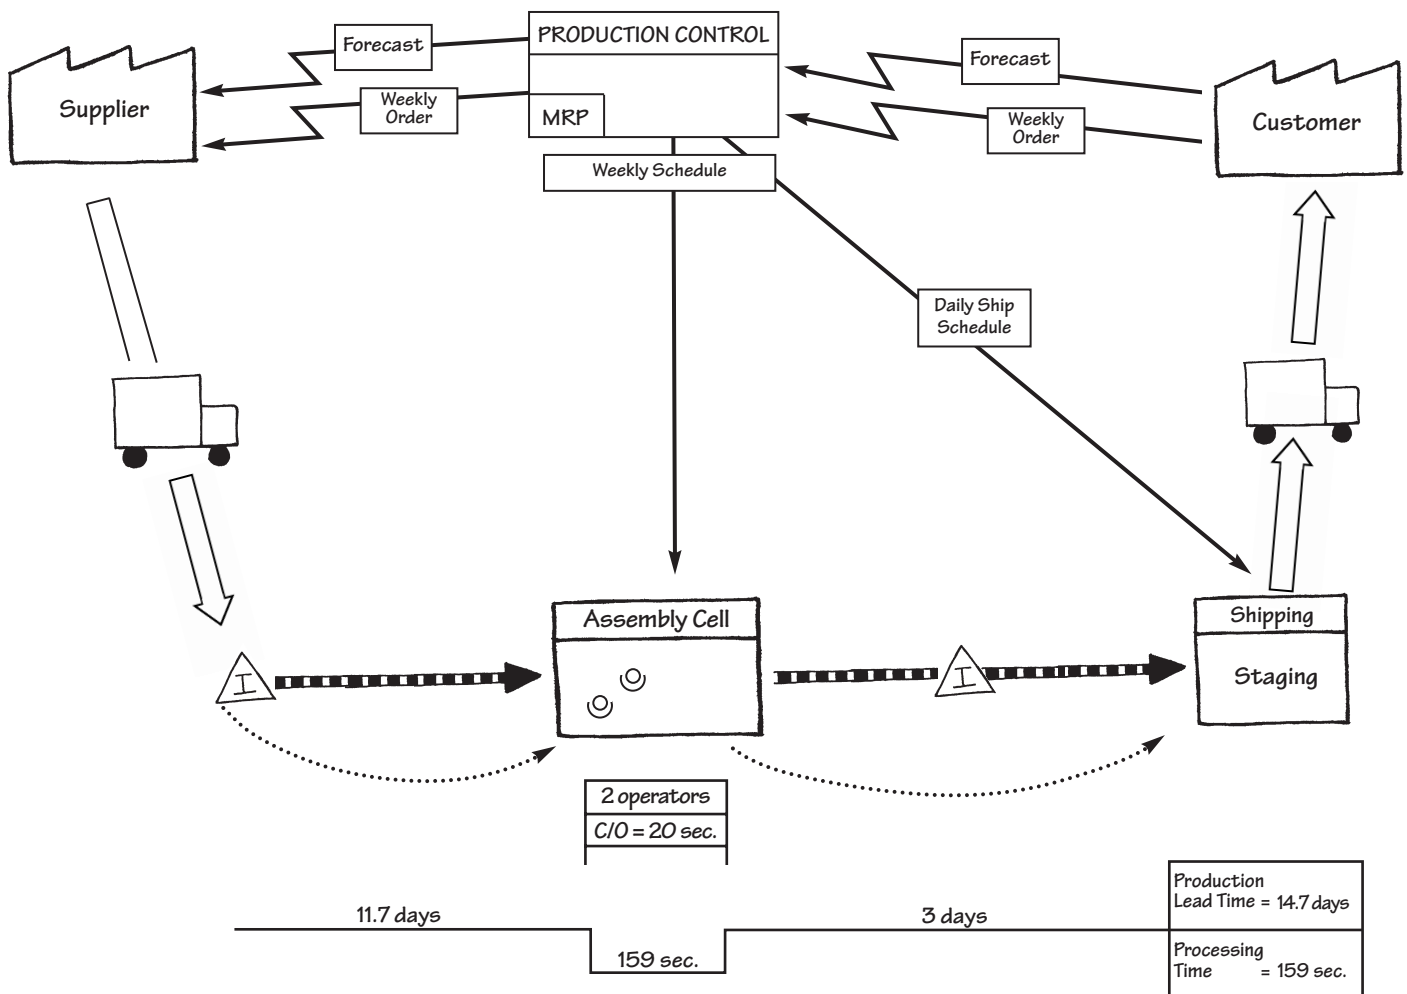 Forecast
PRODUCTION CONTROL
Forecast
Supplier
Weekly
Order
MRP
Weekly
Order
Customer
Weekly Schedule
Daily Ship
Schedule
Assembly Cell
Shipping
I
I
Staging
2 operators
C/O = 20 sec.
11.7 days
159 sec.
3 days
Production
Lead Time = 14.7 days
Processing
Time = 159 sec.